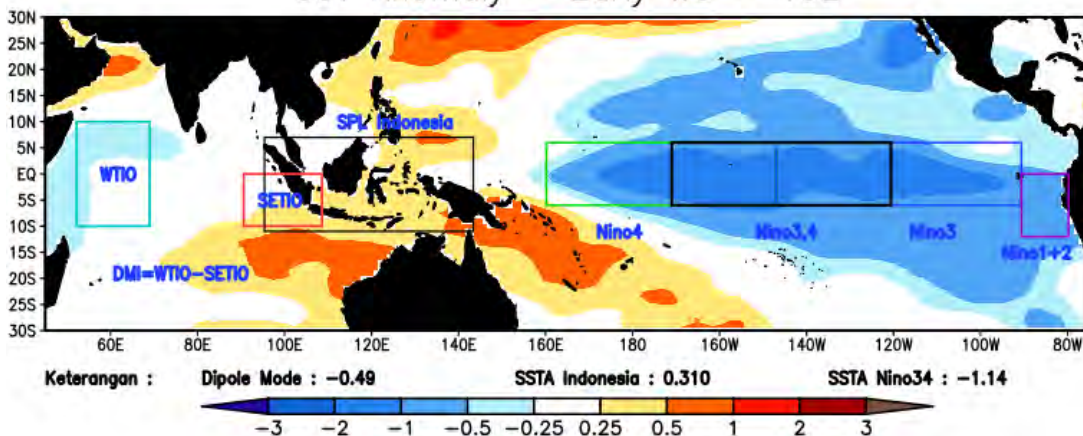 30N
25N
20N
15N
10N
5N
EQ
5S
10S
15S
20S
25S
30S
SPL Indonesia
WTIO
SETIO
Nino4
Nino3,4
Nino3
Nino1+2
DMI=WTIO-SETIO
60E 80E 100E 120E 140E 160E 180 160W 140W 120W 100W 80W
Keterangan : Dipole Mode : -0.49 SSTA Indonesia : 0.310 SSTA Nino34 : -1.14
-3 -2 -1 -0.5 -0.25 0.25 0.5 1 2 3